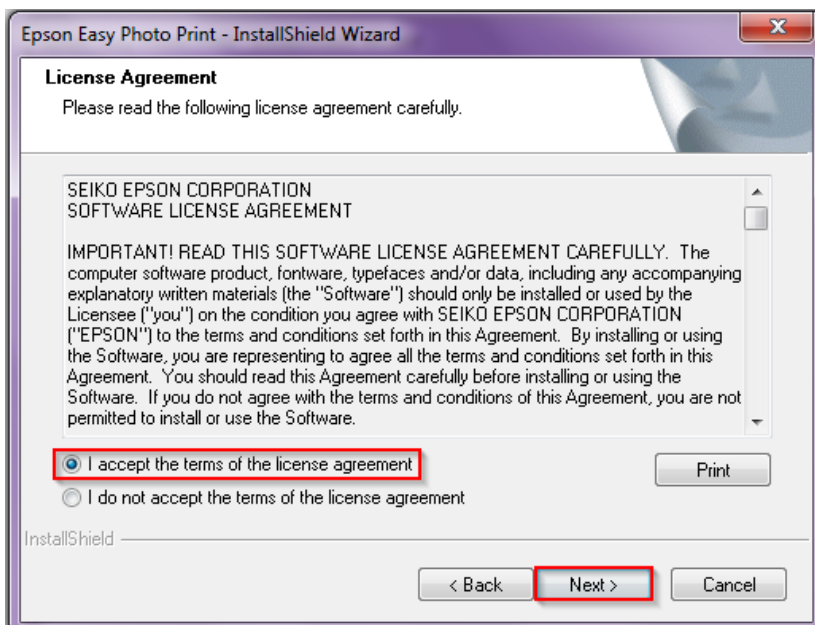 Epson Easy Photo Print - InstallShield Wizard
License Agreement
Please read the following license agreement carefully.
SEIKO EPSON CORPORATION
SOFTWARE LICENSE AGREEMENT
IMPORTANT! READ THIS SOFTWARE LICENSE AGREEMENT CAREFULLY.  The
computer software product, fontware, typefaces and/or data, including any accompanying
explanatory written materials (the "Software") should only be installed or used by the
Licensee ("you") on the condition you agree with SEIKO EPSON CORPORATION
("EPSON") to the terms and conditions set forth in this Agreement.  By installing or using
the Software, you are representing to agree all the terms and conditions set forth in this
Agreement.  You should read this Agreement carefully before installing or using the
Software.  If you do not agree with the terms and conditions of this Agreement, you are not
permitted to install or use the Software.
I accept the terms of the license agreement
Print
I do not accept the terms of the license agreement
InstallShield
< Back Next > Cancel